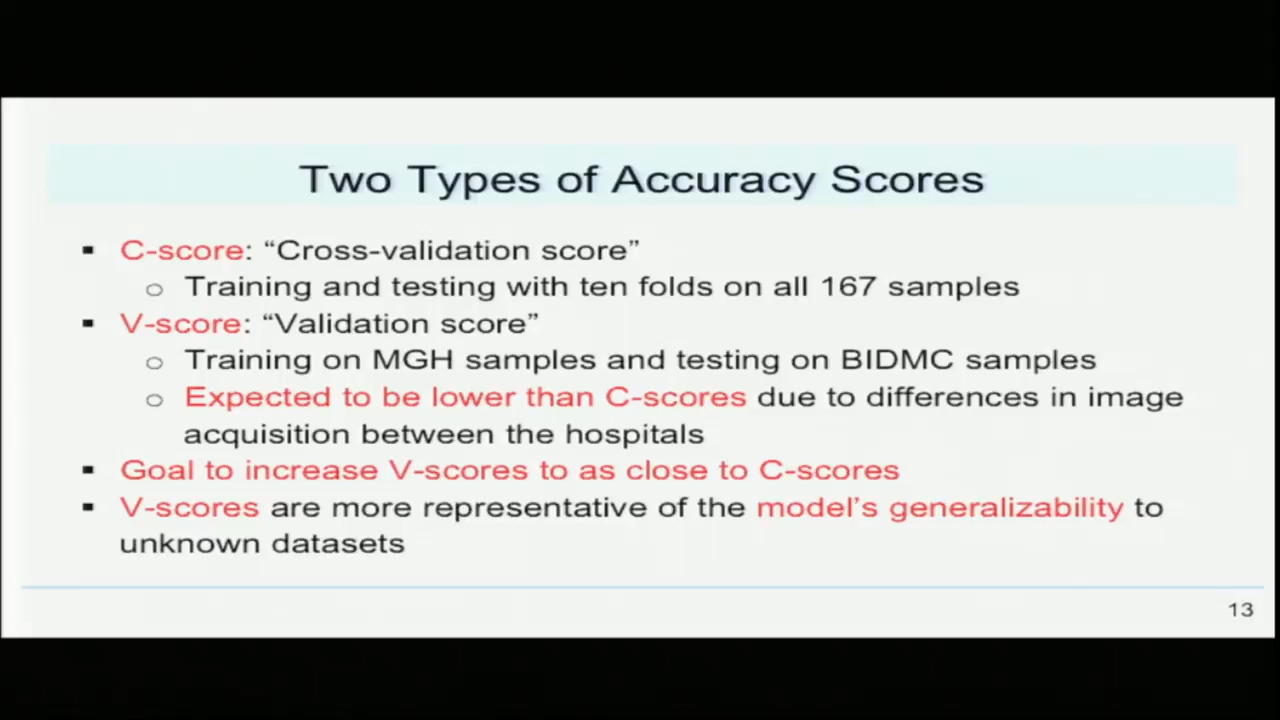 Two Types of Accuracy Scores
▪ C-score: “Cross-validation score”
o Training and testing with ten folds on all 167 samples
▪ V-score: “Validation score”
o Training on MGH samples and testing on BIDMC samples
o Expected to be lower than C-scores due to differences in image
acquisition between the hospitals
▪ Goal to increase V-scores to as close to C-scores
▪ V-scores are more representative of the model’s generalizability to
unknown datasets
13